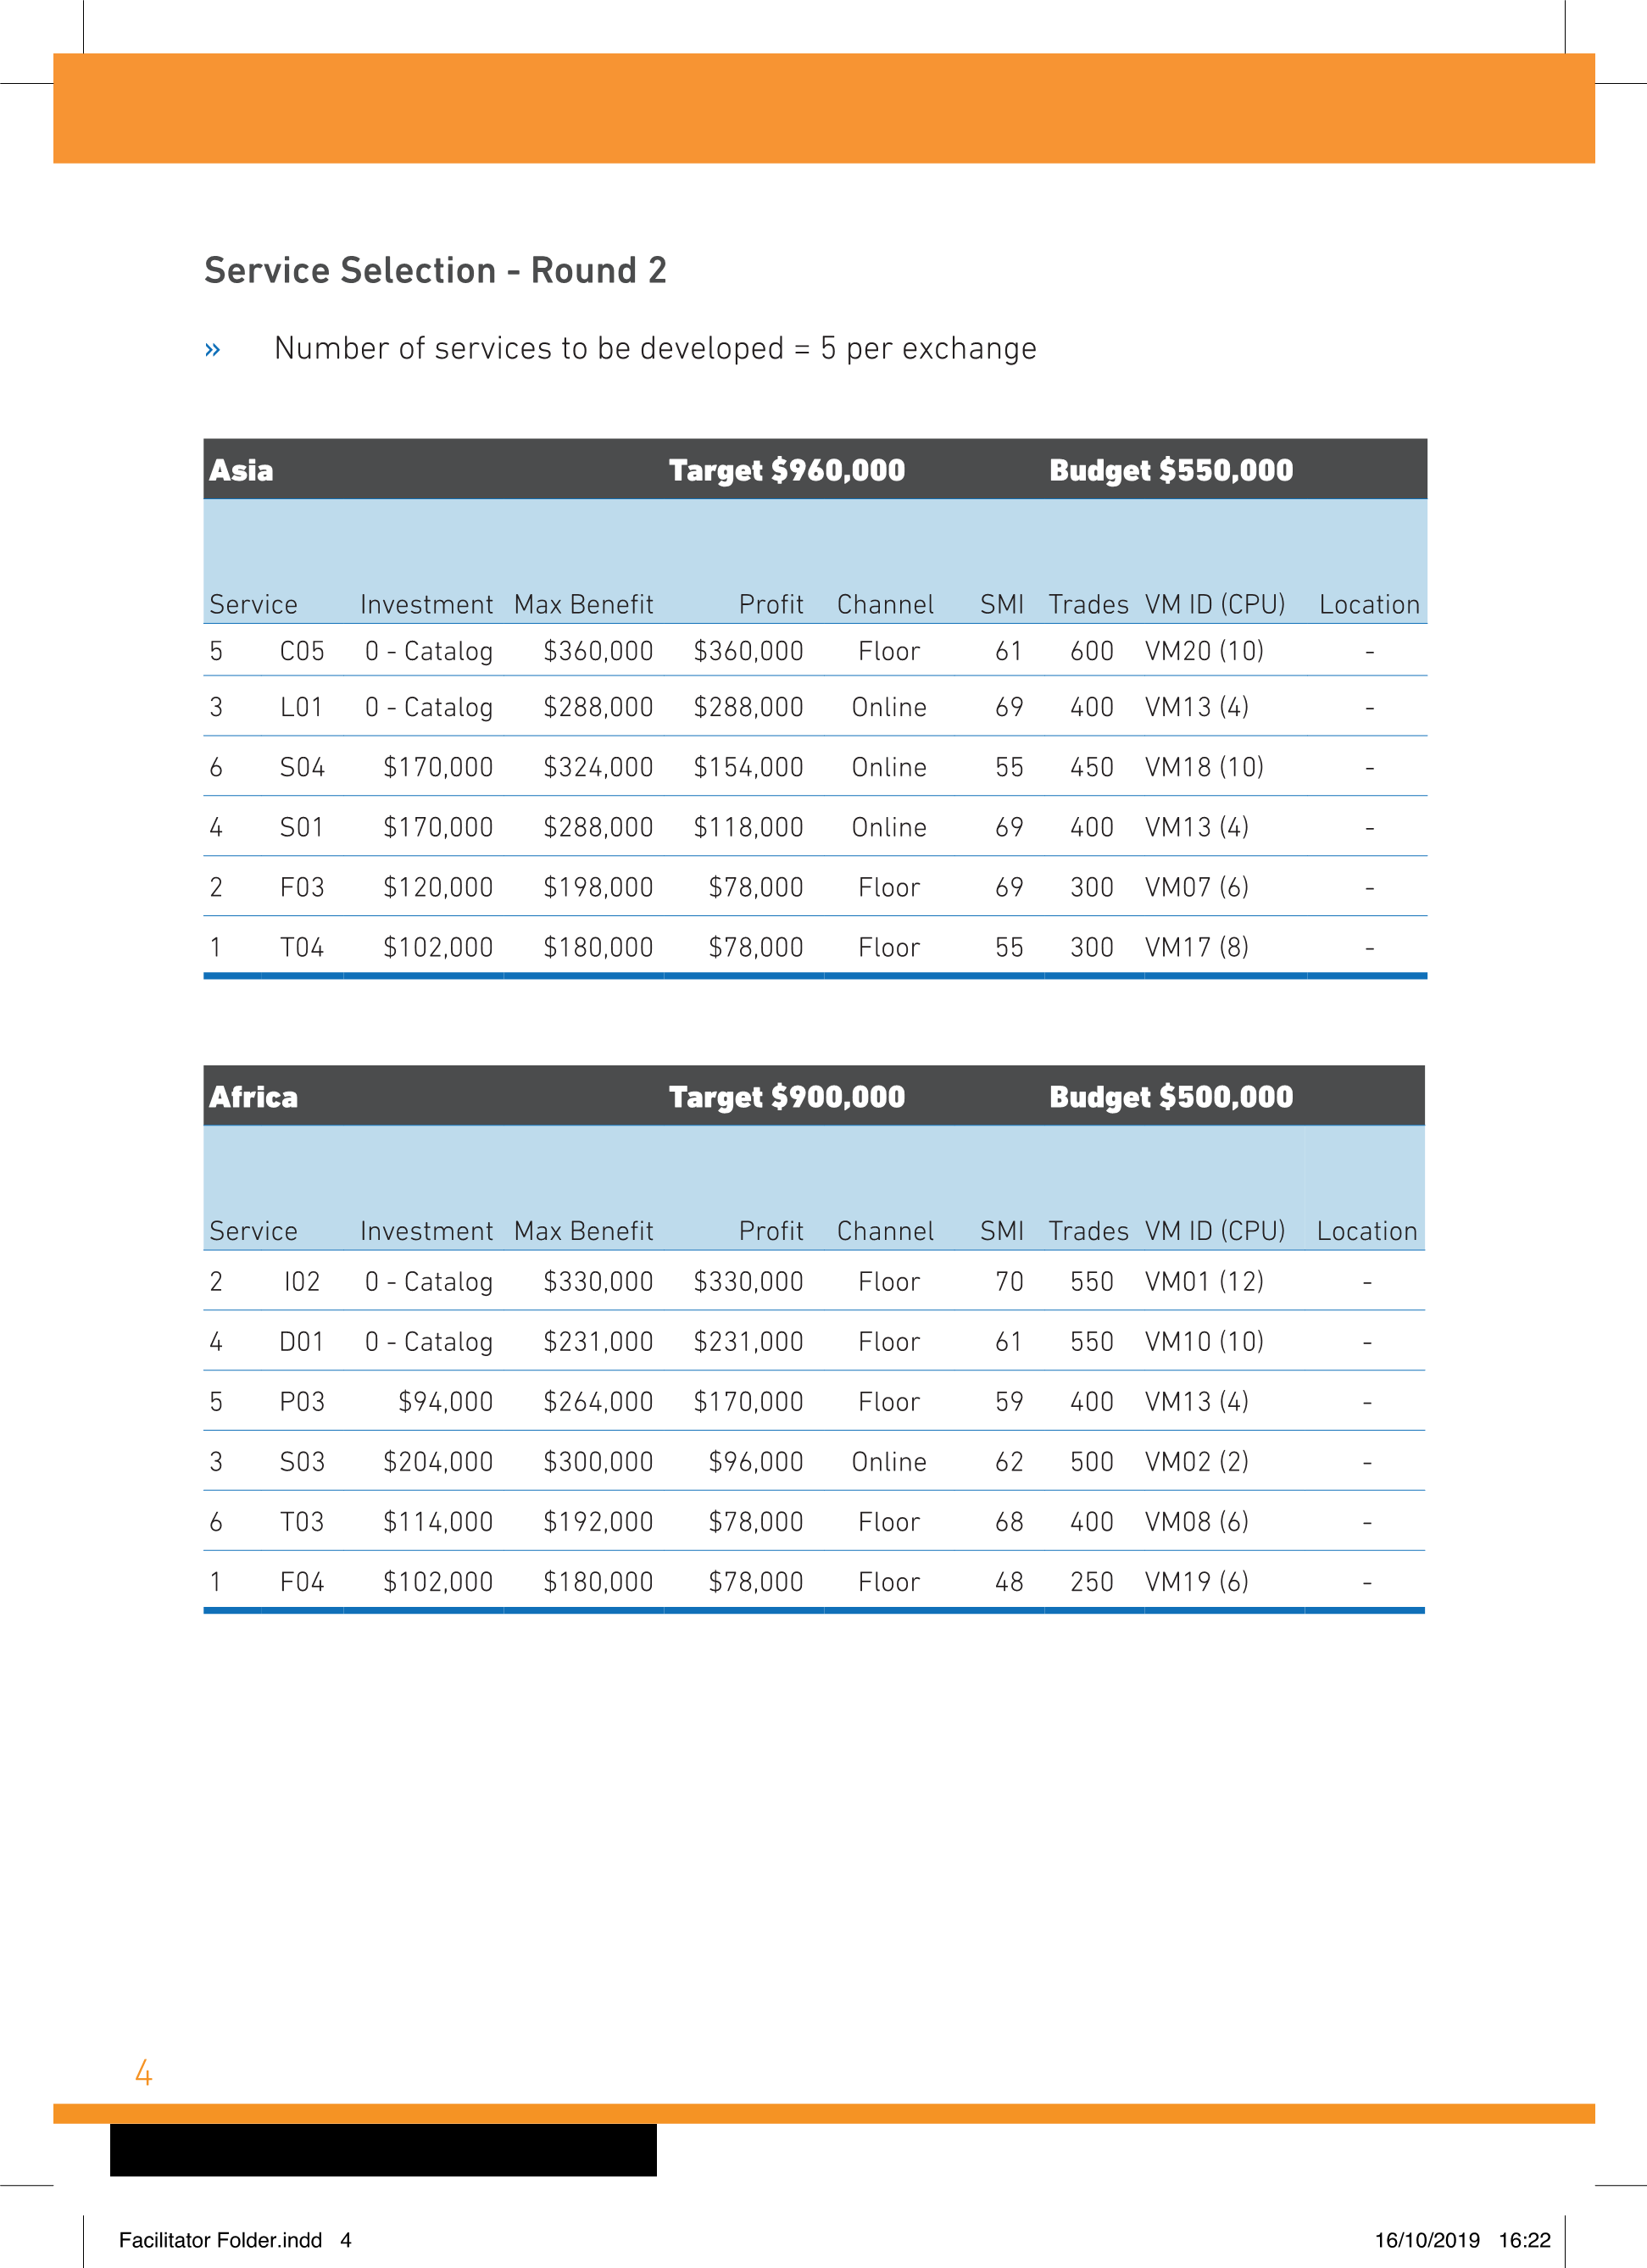 Service Selection - Round 2
» Number of services to be developed = 5 per exchange
Asia Target $960,000 Budget $550,000
Service Investment Max Benefit Profit Channel SMI Trades VM ID (CPU) Location
5 C05 0 - Catalog $360,000 $360,000 Floor 61 600 VM20 (10) -
3 L01 0 - Catalog $288,000 $288,000 Online 69 400 VM13 (4) -
6 S04 $170,000 $324,000 $154,000 Online 55 450 VM18 (10) -
4 S01 $170,000 $288,000 $118,000 Online 69 400 VM13 (4) -
2 F03 $120,000 $198,000 $78,000 Floor 69 300 VM07 (6) -
1 T04 $102,000 $180,000 $78,000 Floor 55 300 VM17 (8) -
Africa Target $900,000 Budget $500,000
Service Investment Max Benefit Profit Channel SMI Trades VM ID (CPU) Location
2 I02 0 - Catalog $330,000 $330,000 Floor 70 550 VM01 (12) -
4 D01 0 - Catalog $231,000 $231,000 Floor 61 550 VM10 (10) -
5 P03 $94,000 $264,000 $170,000 Floor 59 400 VM13 (4) -
3 S03 $204,000 $300,000 $96,000 Online 62 500 VM02 (2) -
6 T03 $114,000 $192,000 $78,000 Floor 68 400 VM08 (6) -
1 F04 $102,000 $180,000 $78,000 Floor 48 250 VM19 (6) -
4
Facilitator Folder.indd 4 16/10/2019 16:22